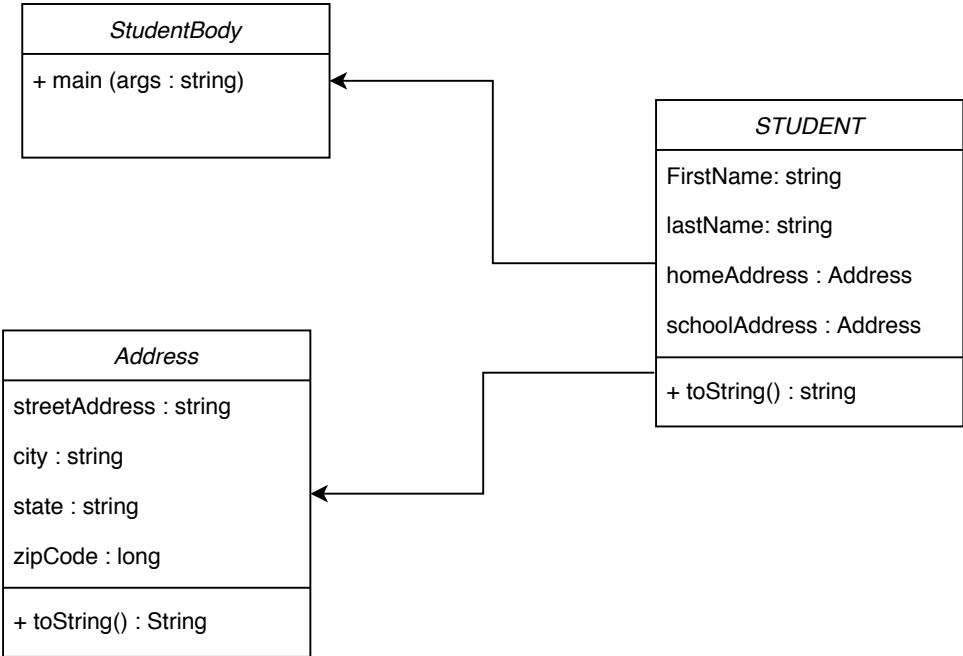 StudentBody
+ main (args : string)
STUDENT
FirstName: string
lastName: string
homeAddress : Address
schoolAddress : Address
+ toString() : string
Address
streetAddress : string
city : string
state : string
zipCode : long
+ toString() : String